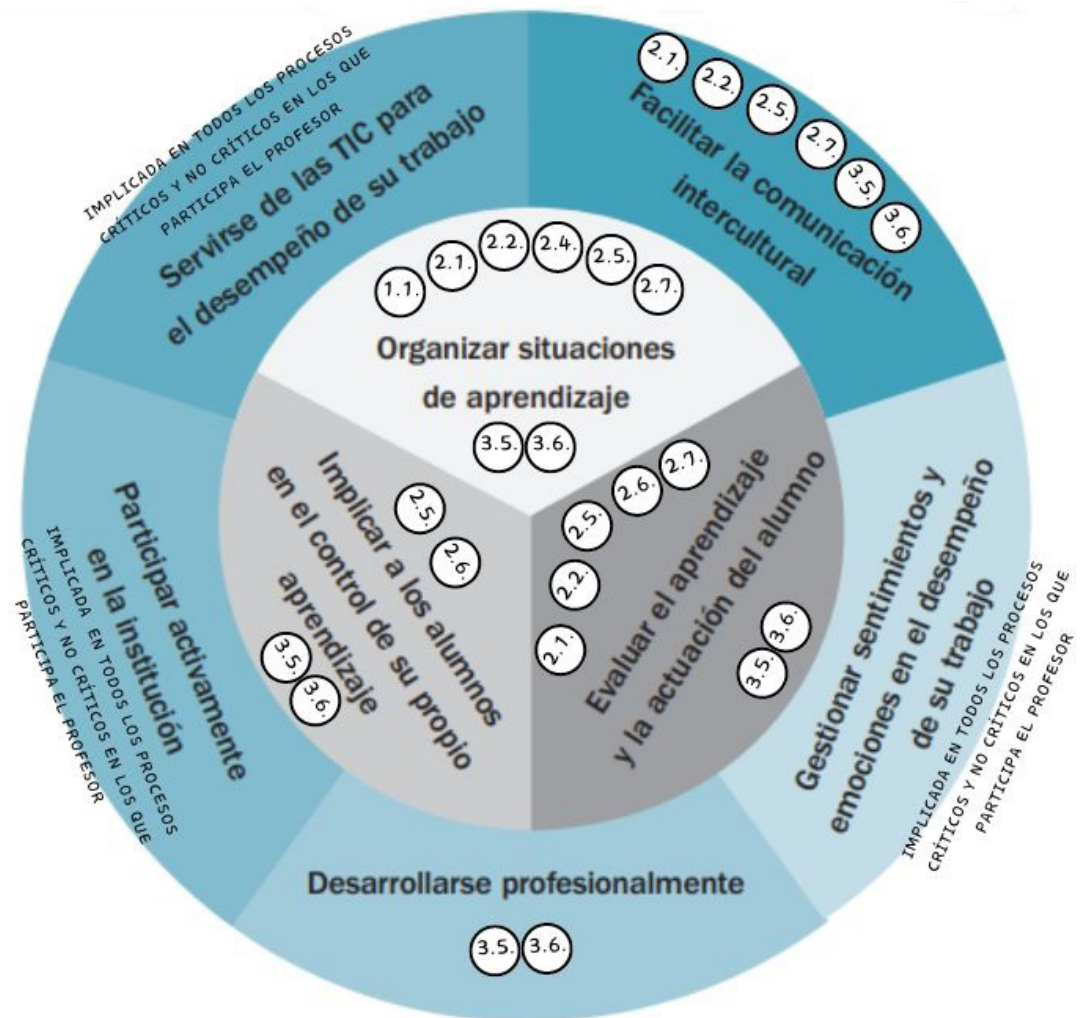 IMPLICADA EN TODOS LOS PROCESOS
CRÍTICOS Y NO CRÍTICOS EN LOS QUE
PARTICIPA EL PROFESOR
Servirse de las TIC para
el desempeño de su trabajo
2.1.
2.2.
2.5.
2.7.
3.5.
3.6.
Facilitar la comunicación
intercultural
1.1.
2.1.
2.2.
2.4.
2.5.
2.7.
Organizar situaciones
de aprendizaje
3.5.
3.6.
Implicar a los alumnos
en el control de su propio
aprendizaje
2.5.
2.6.
3.5.
3.6.
2.1.
2.2.
2.5.
2.6.
2.7.
Evaluar el aprendizaje
y la actuación del alumno
3.5.
3.6.
Gestionar sentimientos y
emociones en el desempeño
de su trabajo
IMPLICADA EN TODOS LOS PROCESOS
CRÍTICOS Y NO CRÍTICOS EN LOS QUE
PARTICIPA EL PROFESOR
Participar activamente
en la institución
IMPLICADA EN TODOS LOS PROCESOS
CRÍTICOS Y NO CRÍTICOS EN LOS QUE
PARTICIPA EL PROFESOR
Desarrollarse profesionalmente
3.5.
3.6.